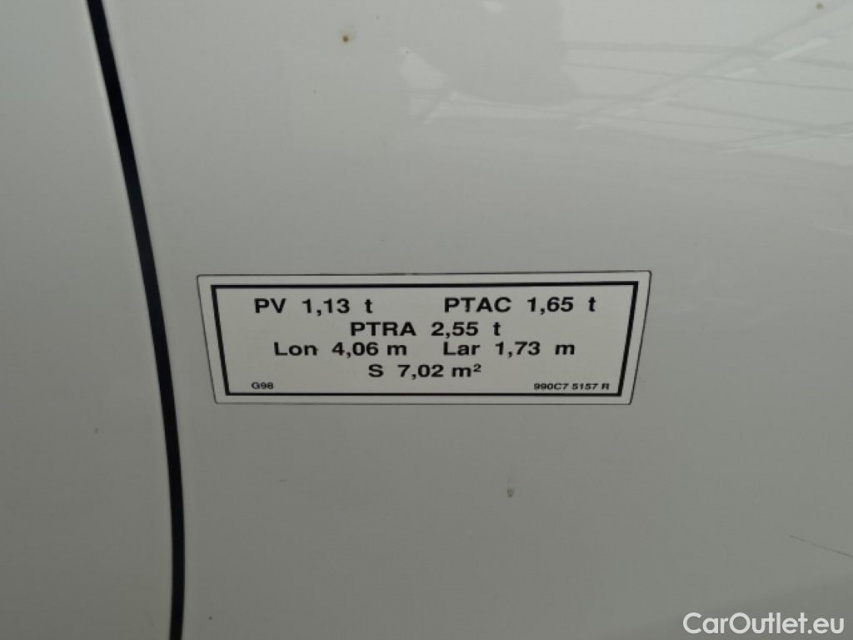 PV 1,13 t PTAC 1,65 t
PTRA 2,55 t
Lon 4,06 m Lar 1,73 m
S 7,02 m²
G98 990C7 5157 R
CarOutlet.eu